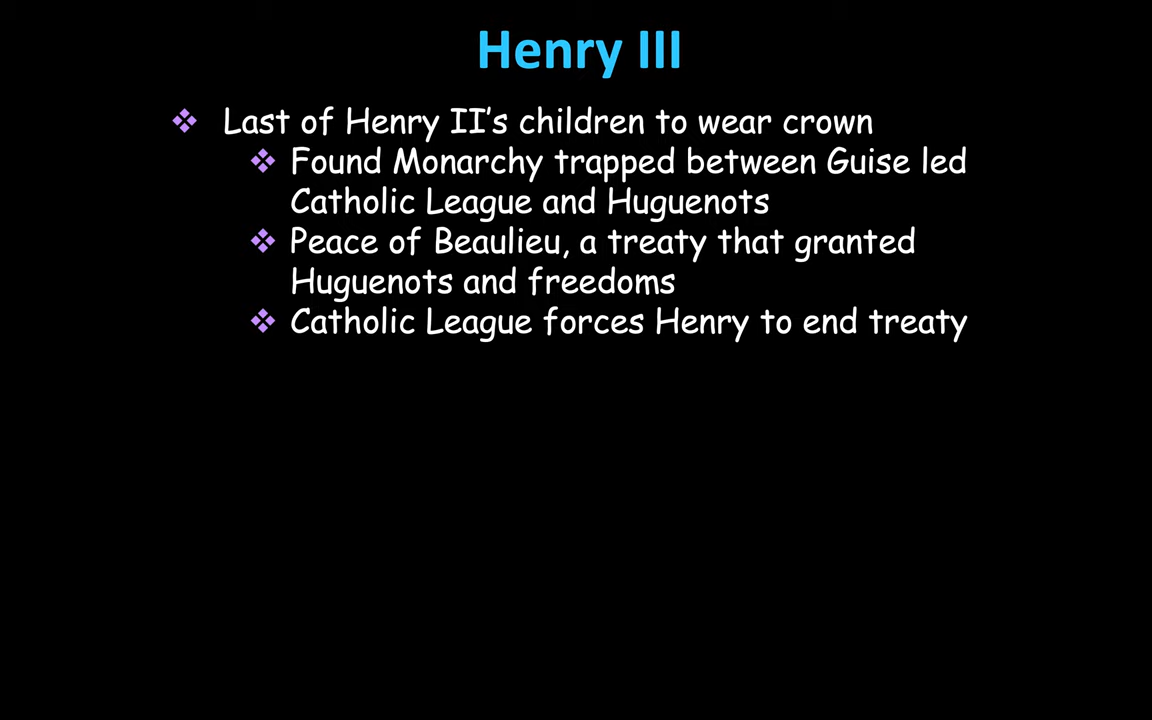 Henry III
❖ Last of Henry II's children to wear crown
❖ Found Monarchy trapped between Guise led
Catholic League and Huguenots
❖ Peace of Beaulieu, a treaty that granted
Huguenots and freedoms
❖ Catholic League forces Henry to end treaty